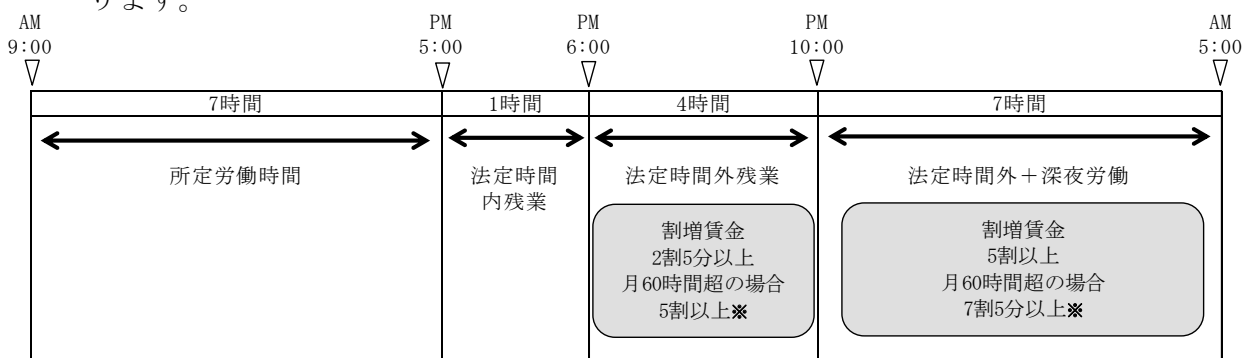 ります。
AM PM PM PM AM
9:00 5:00 6:00 10:00 5:00
7時間 1時間 4時間 7時間
所定労働時間
法定時間
内残業
法定時間外残業
法定時間外＋深夜労働
割増賃金
2割5分以上
月60時間超の場合
5割以上※
割増賃金
5割以上
月60時間超の場合
7割5分以上※